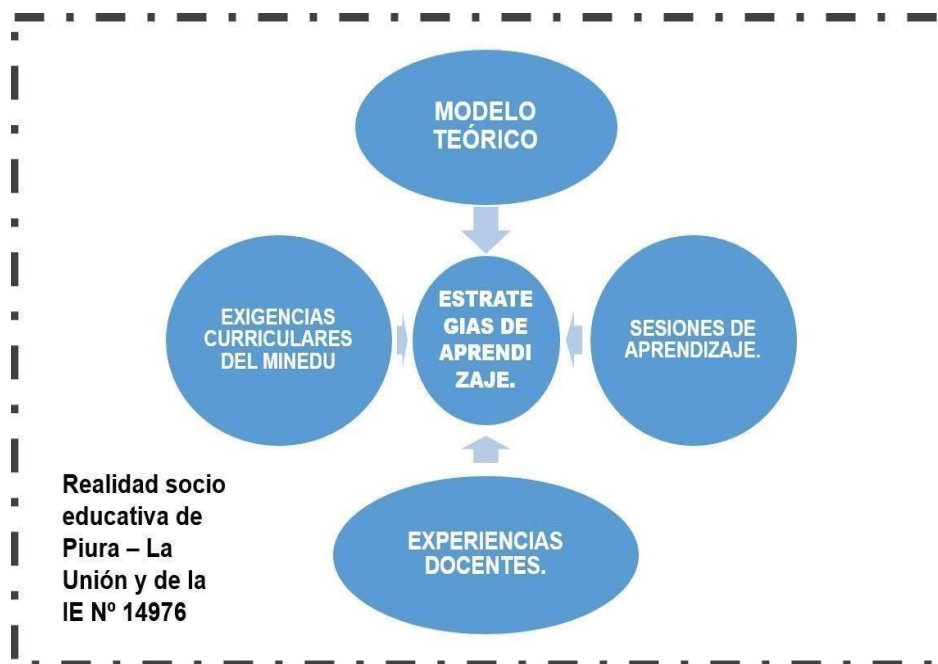 MODELO
TEÓRICO
EXIGENCIAS
CURRICULARES
DEL MINEDU
ESTRATE
GIAS DE
APRENDI
ZAJE.
SESIONES DE
APRENDIZAJE.
EXPERIENCIAS
DOCENTES.
Realidad socio
educativa de
Piura – La
Unión y de la
IE Nº 14976